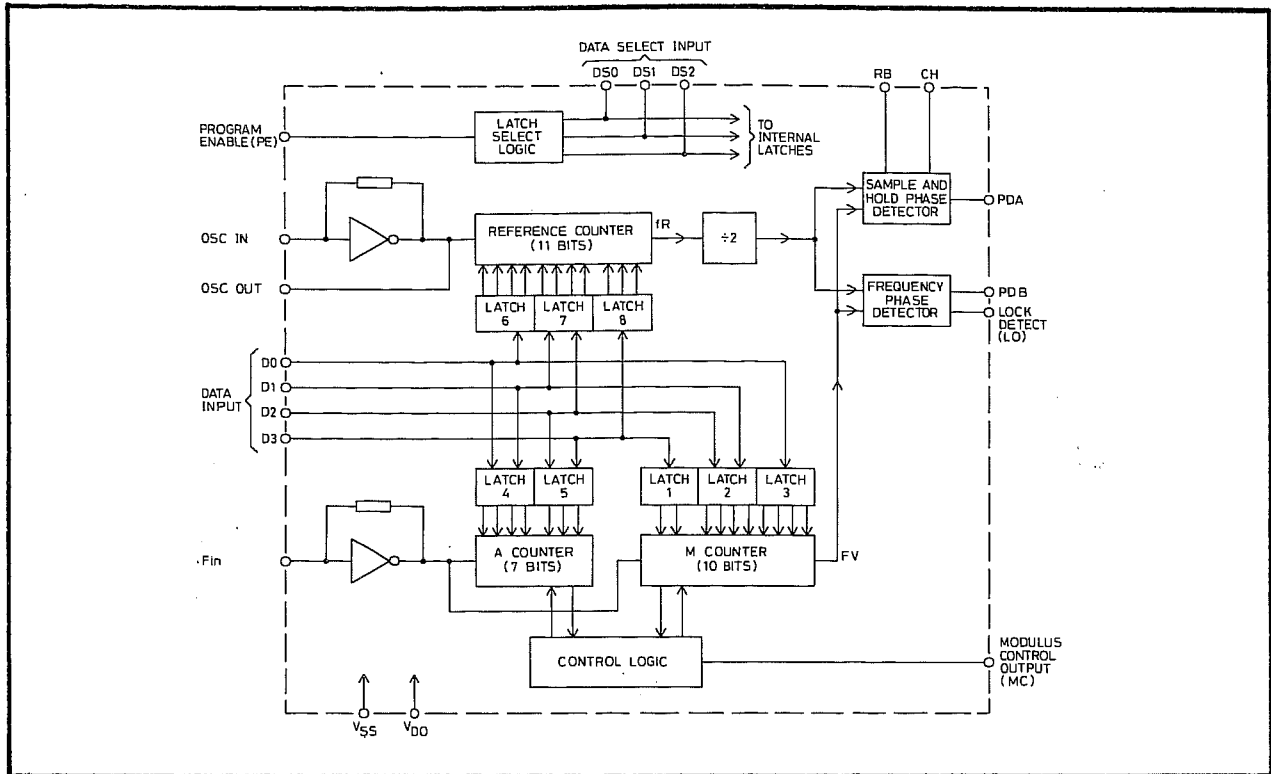 DATA SELECT INPUT
DS0 DS1 DS2
RB CH
PROGRAM
ENABLE (PE)
LATCH
SELECT
LOGIC
TO
INTERNAL
LATCHES
SAMPLE AND
HOLD PHASE
DETECTOR
PDA
OSC IN
REFERENCE COUNTER
(11 BITS)
fR
÷2
OSC OUT
FREQUENCY
PHASE
DETECTOR
PDB
LOCK
DETECT
(LO)
LATCH
6
LATCH
7
LATCH
8
DATA
INPUT
D0
D1
D2
D3
LATCH
4
LATCH
5
LATCH
1
LATCH
2
LATCH
3
Fin
A COUNTER
(7 BITS)
M COUNTER
(10 BITS)
FV
CONTROL LOGIC
MODULUS
CONTROL
OUTPUT
(MC)
VSS VDD